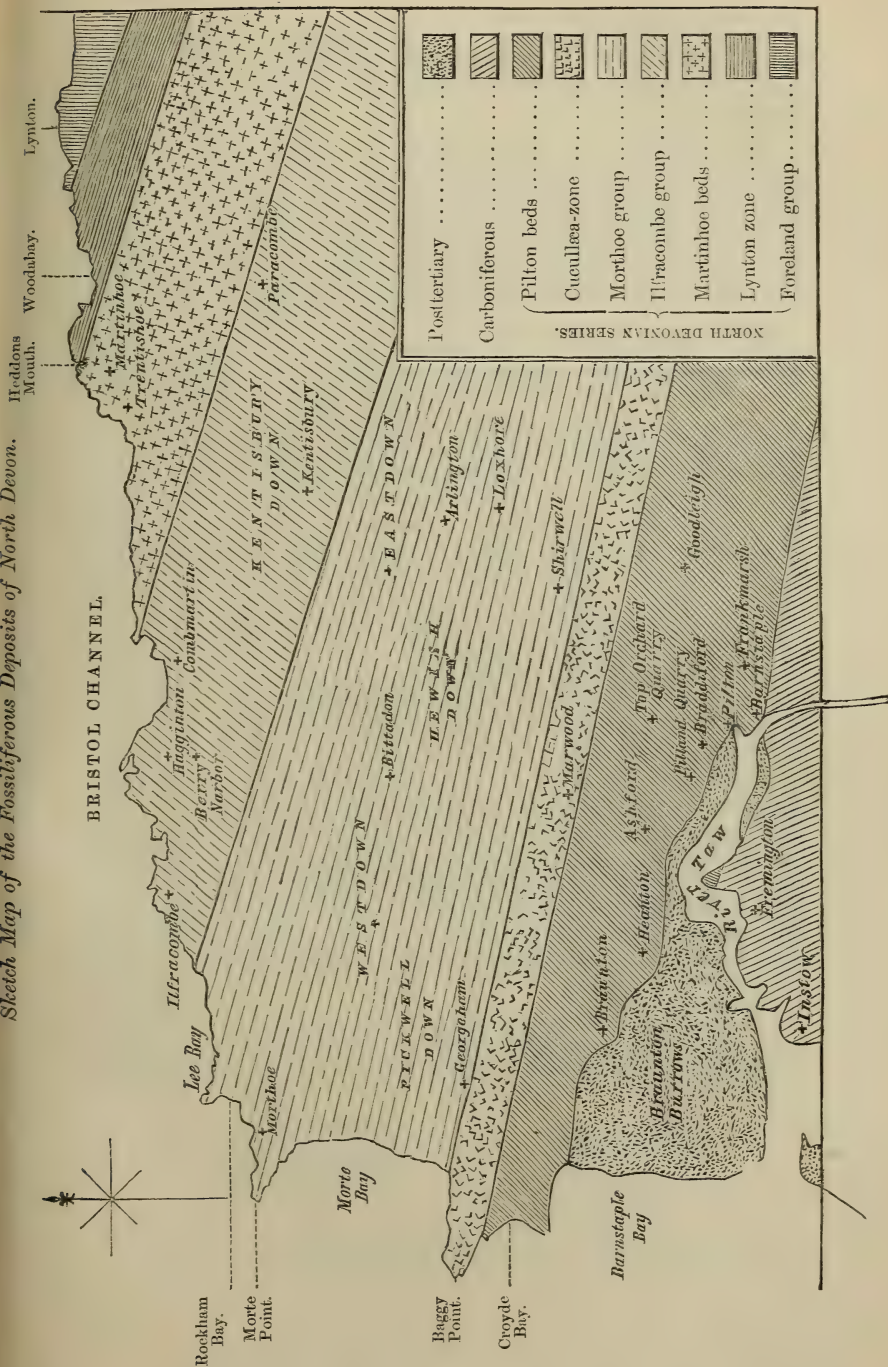 Sketch Map of the Fossiliferous Deposits of North Devon.
BRISTOL CHANNEL.
Rockham
Bay.
Morte
Point.
Baggy
Point.
Croyde
Bay.
Heddons
Mouth.
Woodabay.
Lynton.
Lee Bay
Ilfracombe
Hagginton
Berry
Narbor
Combmartin
Trentishoe
Martinhoe
Paracombe
KENTISBURY
DOWN
Kentisbury
Morthoe
Morte
Bay
WESTDOWN
Bittadon
EASTDOWN
Arlington
Loxhore
PICKWELL
DOWN
HEWISH
DOWN
Georgeham
Shirwell
Marwood
Braunton
Heanton
Ashford
Top Orchard
Quarry
Pilland Quarry
Braddiford
Pilton
Goodleigh
Frankmarsh
Barnstaple
Braunton
Burrows
Barnstaple
Bay
River Taw
Fremington
Instow
Posttertiary
Carboniferous
NORTH DEVONIAN SERIES.
Pilton beds
Cucullæa-zone
Morthoe group
Ilfracombe group
Martinhoe beds
Lynton zone
Foreland group